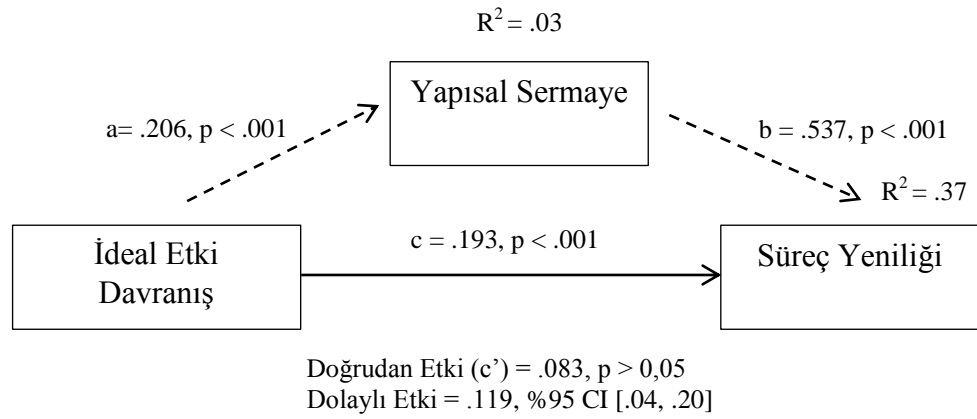 R² = .03
Yapısal Sermaye
a= .206, p < .001
b = .537, p < .001
R² = .37
İdeal Etki
Davranış
c = .193, p < .001
Süreç Yeniliği
Doğrudan Etki (c’) = .083, p > 0,05
Dolaylı Etki = .119, %95 CI [.04, .20]